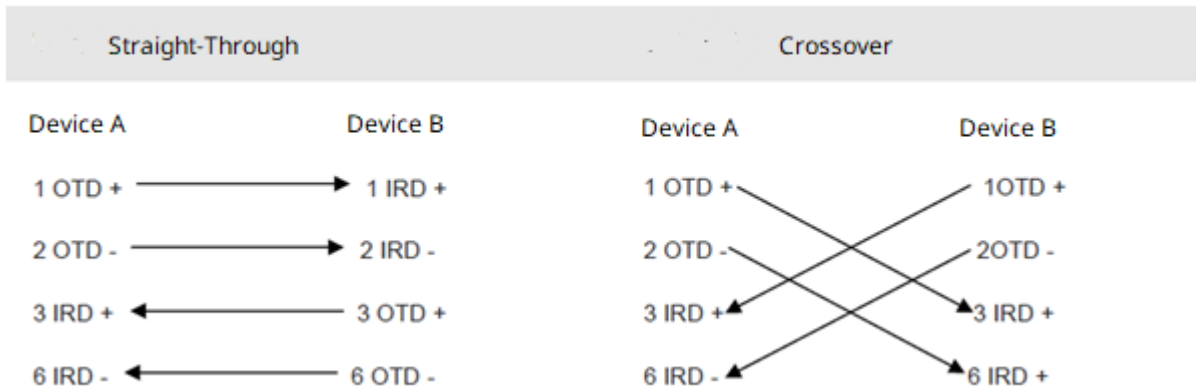 Straight-Through Crossover
Device A Device B Device A Device B
1 OTD + 1 IRD + 1 OTD + 1OTD +
2 OTD - 2 IRD - 2 OTD - 2OTD -
3 IRD + 3 OTD + 3 IRD + 3 IRD +
6 IRD - 6 OTD - 6 IRD - 6 IRD +